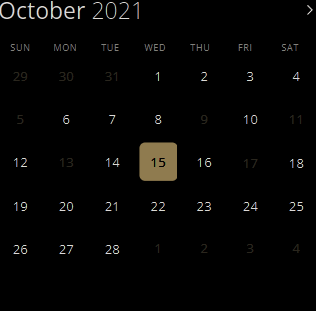 October 2021
SUN MON TUE WED THU FRI SAT
29 30 31 1 2 3 4
5 6 7 8 9 10 11
12 13 14 15 16 17 18
19 20 21 22 23 24 25
26 27 28 1 2 3 4